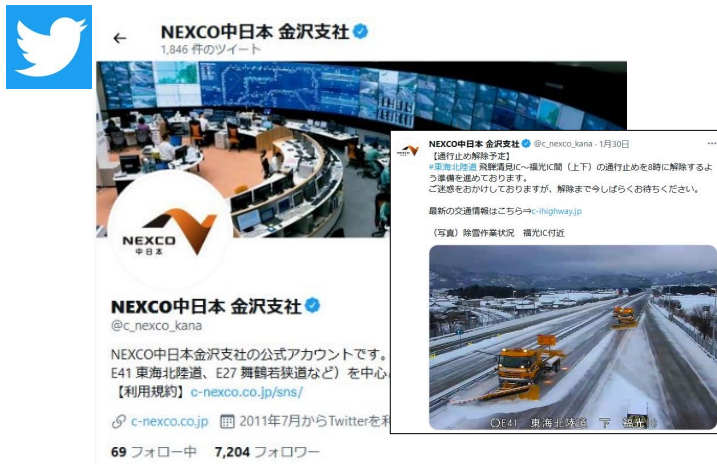 NEXCO中日本 金沢支社
1,846 件のツイート
NEXCO
中日本
NEXCO中日本 金沢支社
@c_nexco_kana
NEXCO中日本金沢支社の公式アカウントです。
E41 東海北陸道、E27 舞鶴若狭道など）を中心
【利用規約】c-nexco.co.jp/sns/
c-nexco.co.jp 2011年7月からTwitterを利
69 フォロー中 7,204 フォロワー
NEXCO中日本 金沢支社 @c_nexco_kana · 1月30日
【通行止め解除予定】
#東海北陸道 飛騨清見IC～福光IC間（上下）の通行止めを8時に解除するよ
う準備を進めております。
ご迷惑をおかけしておりますが、解除まで今しばらくお待ちください。
最新の交通情報はこちら⇒c-ihighway.jp
（写真）除雪作業状況 福光IC付近
E41 東海北陸道 下 福光IC